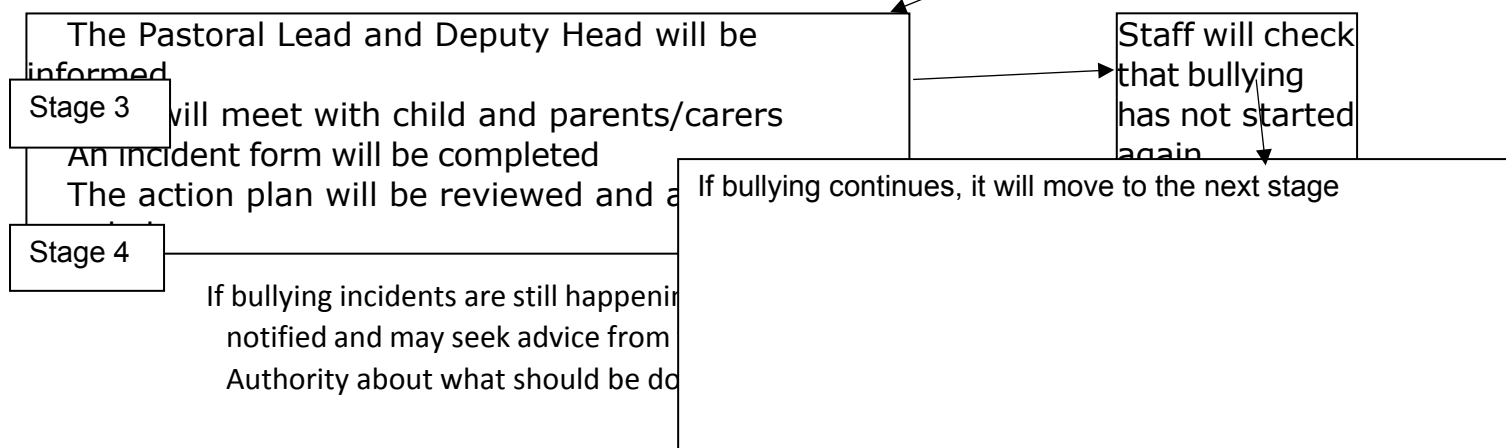 The Pastoral Lead and Deputy Head will be
informed
Stage 3
will meet with child and parents/carers
An incident form will be completed
The action plan will be reviewed and
Stage 4
Staff will check
that bullying
has not started
again
If bullying continues, it will move to the next stage
If bullying incidents are still
notified and may seek advice from
Authority about what should be